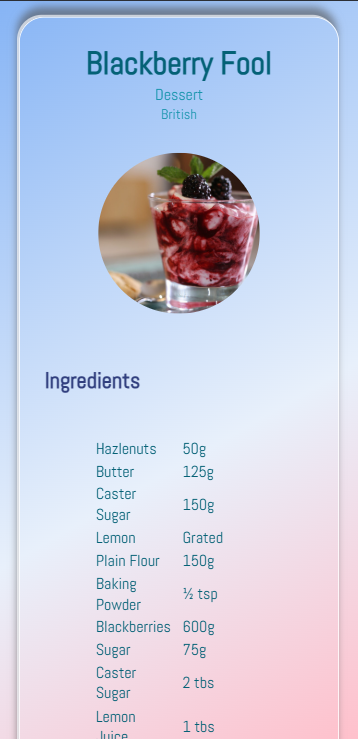 Blackberry Fool
Dessert
British
Ingredients
Hazlenuts 50g
Butter 125g
Caster
Sugar 150g
Lemon Grated
Plain Flour 150g
Baking
Powder ½ tsp
Blackberries 600g
Sugar 75g
Caster
Sugar 2 tbs
Lemon
Juice 1 tbs